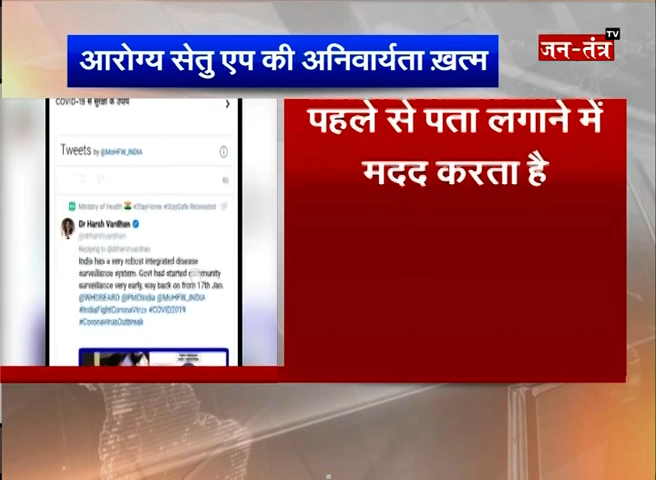 आरोग्य सेतु एप की अनिवार्यता ख़त्म
जन-तंत्र TV
COVID-19 से सुरक्षा के उपाय
पहले से पता लगाने में
मदद करता है
Tweets by @MoHFW_INDIA
Ministry of Health #StayHome #StaySafe Retweeted
Dr Harsh Vardhan
@drharshvardhan
Replying to @drharshvardhan
India has a very robust integrated disease
surveillance system. Govt had started community
surveillance very early, way back on from 17th Jan.
@WHOSEARO @PMOIndia @MoHFW_INDIA
#IndiaFightCoronaVirus #COVID2019
#CoronaVirusOutbreak